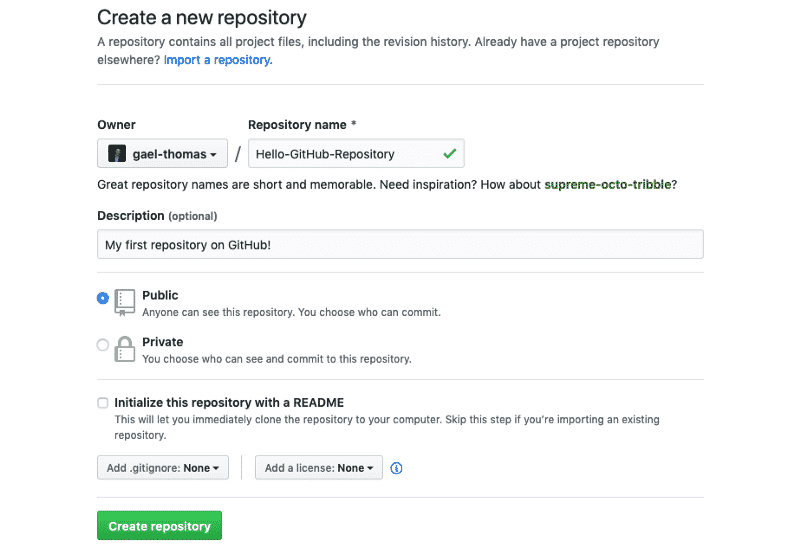 Create a new repository
A repository contains all project files, including the revision history. Already have a project repository
elsewhere? Import a repository.
Owner
Repository name *
gael-thomas
/
Hello-GitHub-Repository
Great repository names are short and memorable. Need inspiration? How about supreme-octo-tribble?
Description (optional)
My first repository on GitHub!
Public
Anyone can see this repository. You choose who can commit.
Private
You choose who can see and commit to this repository.
Initialize this repository with a README
This will let you immediately clone the repository to your computer. Skip this step if you're importing an existing
repository.
Add .gitignore: None
Add a license: None
Create repository